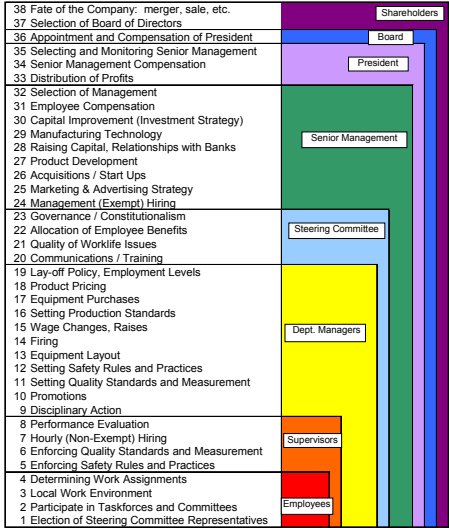 38 Fate of the Company: merger, sale, etc.
Shareholders
37 Selection of Board of Directors
36 Appointment and Compensation of President
Board
35 Selecting and Monitoring Senior Management
34 Senior Management Compensation
President
33 Distribution of Profits
32 Selection of Management
31 Employee Compensation
30 Capital Improvement (Investment Strategy)
29 Manufacturing Technology
Senior Management
28 Raising Capital, Relationships with Banks
27 Product Development
26 Acquisitions / Start Ups
25 Marketing & Advertising Strategy
24 Management (Exempt) Hiring
23 Governance / Constitutionalism
22 Allocation of Employee Benefits
Steering Committee
21 Quality of Worklife Issues
20 Communications / Training
19 Lay-off Policy, Employment Levels
18 Product Pricing
17 Equipment Purchases
16 Setting Production Standards
15 Wage Changes, Raises
Dept. Managers
14 Firing
13 Equipment Layout
12 Setting Safety Rules and Practices
11 Setting Quality Standards and Measurement
10 Promotions
9 Disciplinary Action
8 Performance Evaluation
7 Hourly (Non-Exempt) Hiring
Supervisors
6 Enforcing Quality Standards and Measurement
5 Enforcing Safety Rules and Practices
4 Determining Work Assignments
3 Local Work Environment
2 Participate in Taskforces and Committees
Employees
1 Election of Steering Committee Representatives